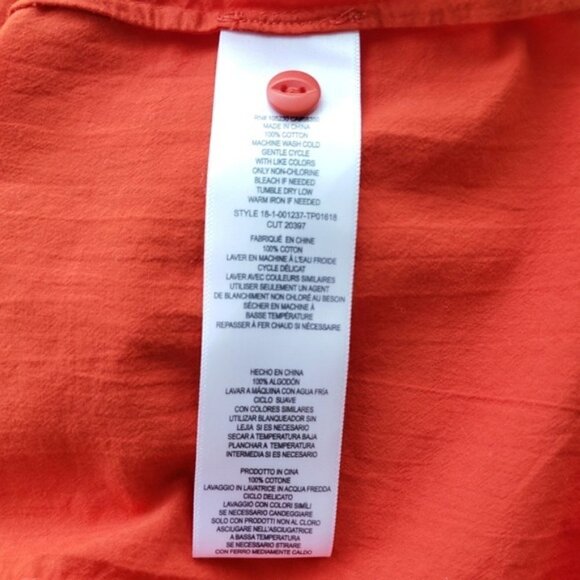 MADE IN CHINA
100% COTTON
MACHINE WASH COLD
GENTLE CYCLE
WITH LIKE COLORS
ONLY NON-CHLORINE
BLEACH IF NEEDED
TUMBLE DRY LOW
WARM IRON IF NEEDED
STYLE 18-1-001237-TP01618
CUT 20397
FABRIQUÉ EN CHINE
100% COTON
LAVER EN MACHINE À L'EAU FROIDE
CYCLE DÉLICAT
LAVER AVEC COULEURS SIMILAIRES
UTILISER SEULEMENT UN AGENT
DE BLANCHIMENT NON CHLORÉ AU BESOIN
SÉCHER EN MACHINE À
BASSE TEMPÉRATURE
REPASSER À FER CHAUD SI NÉCESSAIRE
HECHO EN CHINA
100% ALGODÓN
LAVAR A MÁQUINA CON AGUA FRÍA
CICLO SUAVE
CON COLORES SIMILARES
UTILIZAR BLANQUEADOR SIN
LEJIA SI ES NECESARIO
SECAR A TEMPERATURA BAJA
PLANCHAR A TEMPERATURA
INTERMEDIA SI ES NECESARIO
PRODOTTO IN CINA
100% COTONE
LAVAGGIO IN LAVATRICE IN ACQUA FREDDA
CICLO DELICATO
LAVAGGIO CON COLORI SIMILI
SE NECESSARIO CANDEGGIARE
SOLO CON PRODOTTI NON AL CLORO
ASCIUGARE NELL'ASCIUGATRICE
A BASSA TEMPERATURA
SE NECESSARIO STIRARE
CON FERRO MEDIAMENTE CALDO